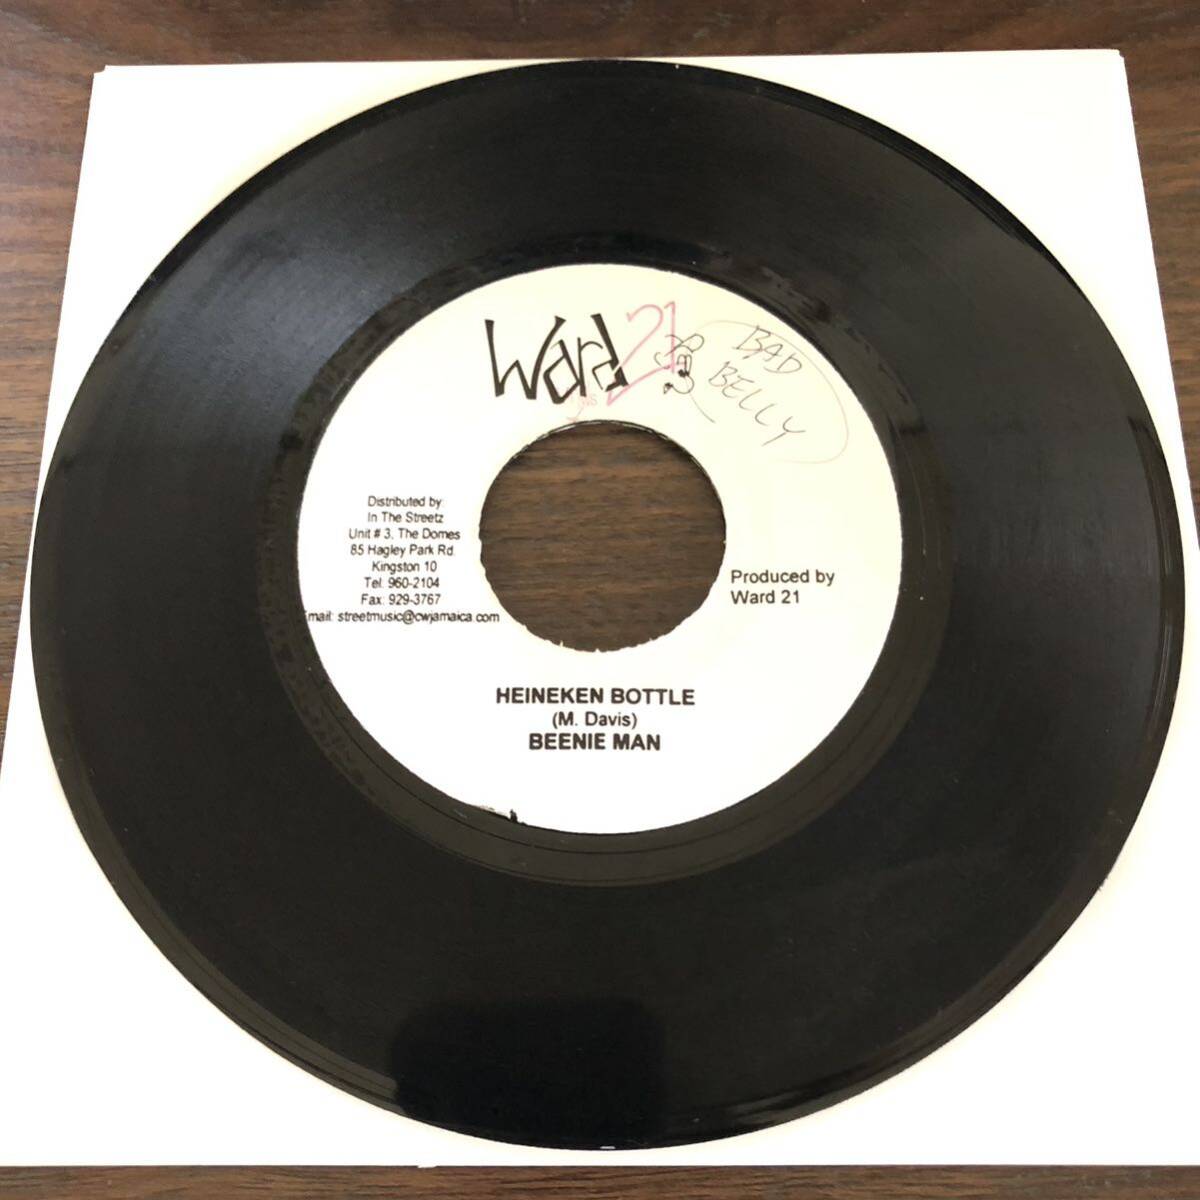 Ward 21
BAD
BELLY
Distributed by:
In The Streetz
Unit # 3, The Domes
85 Hagley Park Rd.
Kingston 10
Tel. 960-2104
Fax: 929-3767
mail: streetmusic@cwjamaica.com
Produced by
Ward 21
HEINEKEN BOTTLE
(M. Davis)
BEENIE MAN